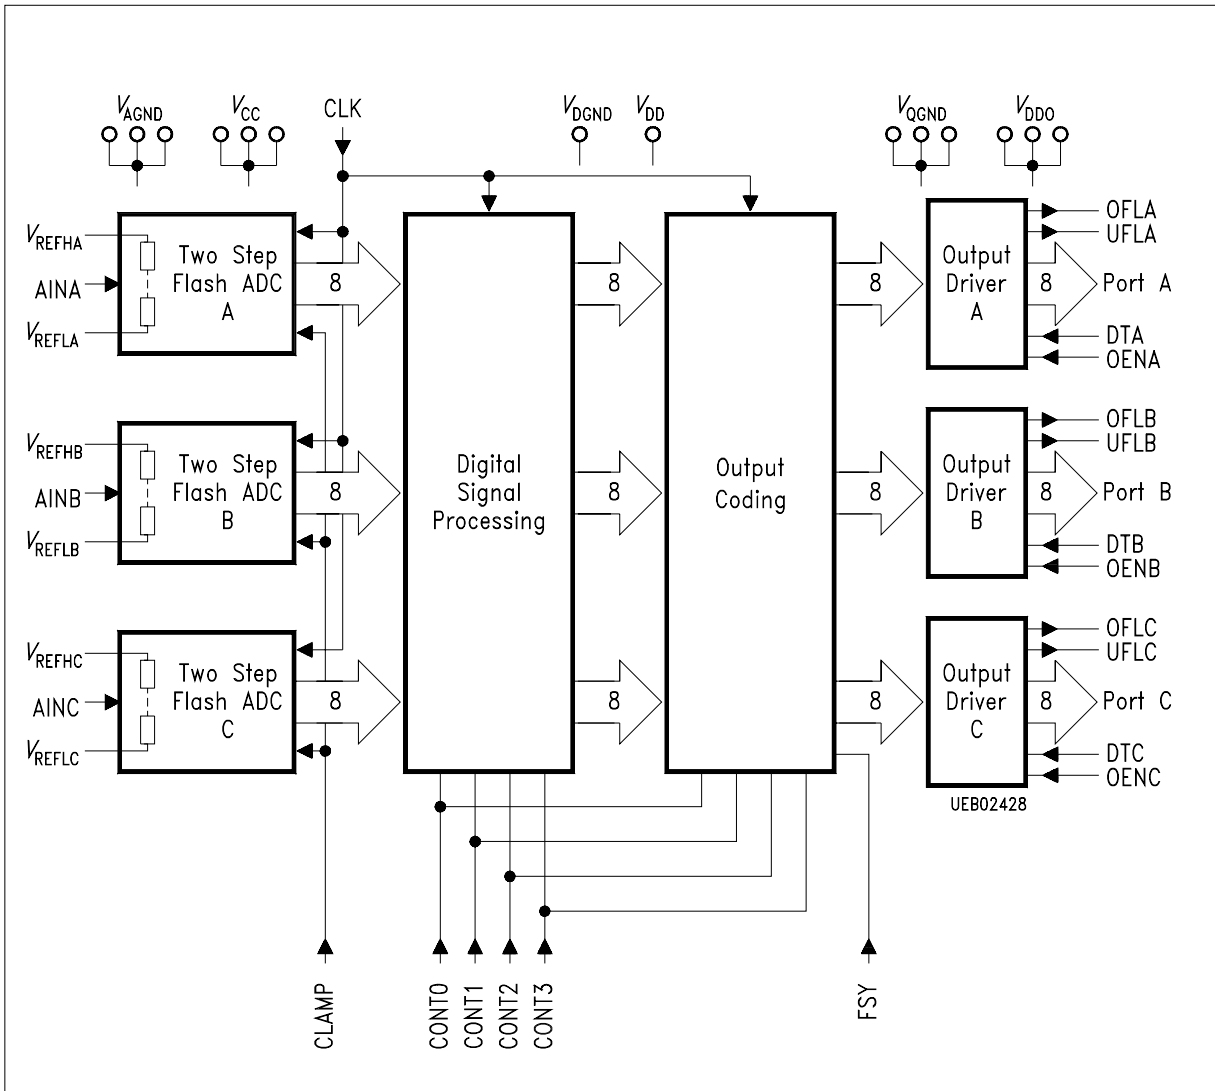 VAGND
VCC
CLK
VDGND
VDD
VQGND
VDDO
VREFHA
AINA
VREFLA
Two Step
Flash ADC
A
8
8
8
Output
Driver
A
8
OFLA
UFLA
Port A
DTA
OENA
VREFHB
AINB
VREFLB
Two Step
Flash ADC
B
8
Digital
Signal
Processing
8
Output
Coding
8
Output
Driver
B
8
OFLB
UFLB
Port B
DTB
OENB
VREFHC
AINC
VREFLC
Two Step
Flash ADC
C
8
8
8
Output
Driver
C
8
OFLC
UFLC
Port C
DTC
OENC
UEB02428
CLAMP
CONT0
CONT1
CONT2
CONT3
FSY